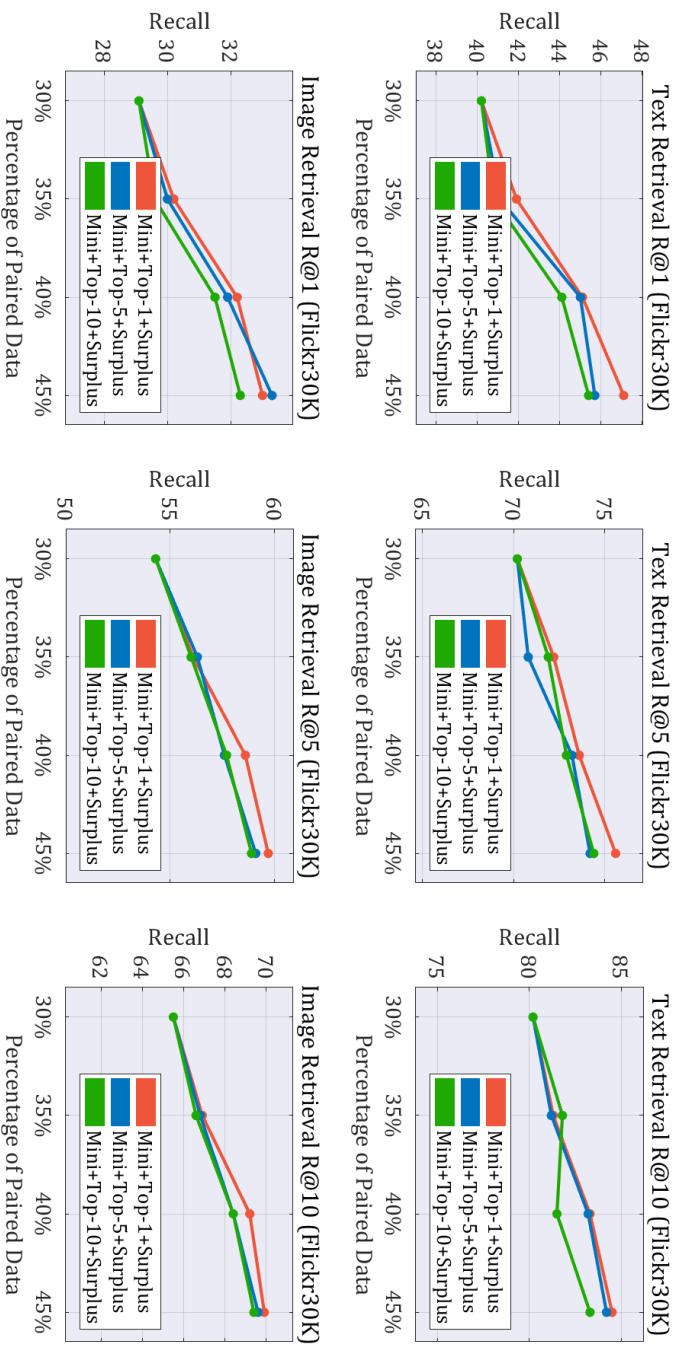 Text Retrieval R@1 (Flickr30K)
Recall
48
46
44
42
40
38
30%
35%
40%
45%
Percentage of Paired Data
Mini+Top-1+Surplus
Mini+Top-5+Surplus
Mini+Top-10+Surplus
Text Retrieval R@5 (Flickr30K)
Recall
75
70
65
30%
35%
40%
45%
Percentage of Paired Data
Mini+Top-1+Surplus
Mini+Top-5+Surplus
Mini+Top-10+Surplus
Text Retrieval R@10 (Flickr30K)
Recall
85
80
75
30%
35%
40%
45%
Percentage of Paired Data
Mini+Top-1+Surplus
Mini+Top-5+Surplus
Mini+Top-10+Surplus
Image Retrieval R@1 (Flickr30K)
Recall
32
30
28
30%
35%
40%
45%
Percentage of Paired Data
Mini+Top-1+Surplus
Mini+Top-5+Surplus
Mini+Top-10+Surplus
Image Retrieval R@5 (Flickr30K)
Recall
60
55
50
30%
35%
40%
45%
Percentage of Paired Data
Mini+Top-1+Surplus
Mini+Top-5+Surplus
Mini+Top-10+Surplus
Image Retrieval R@10 (Flickr30K)
Recall
70
68
66
64
62
30%
35%
40%
45%
Percentage of Paired Data
Mini+Top-1+Surplus
Mini+Top-5+Surplus
Mini+Top-10+Surplus